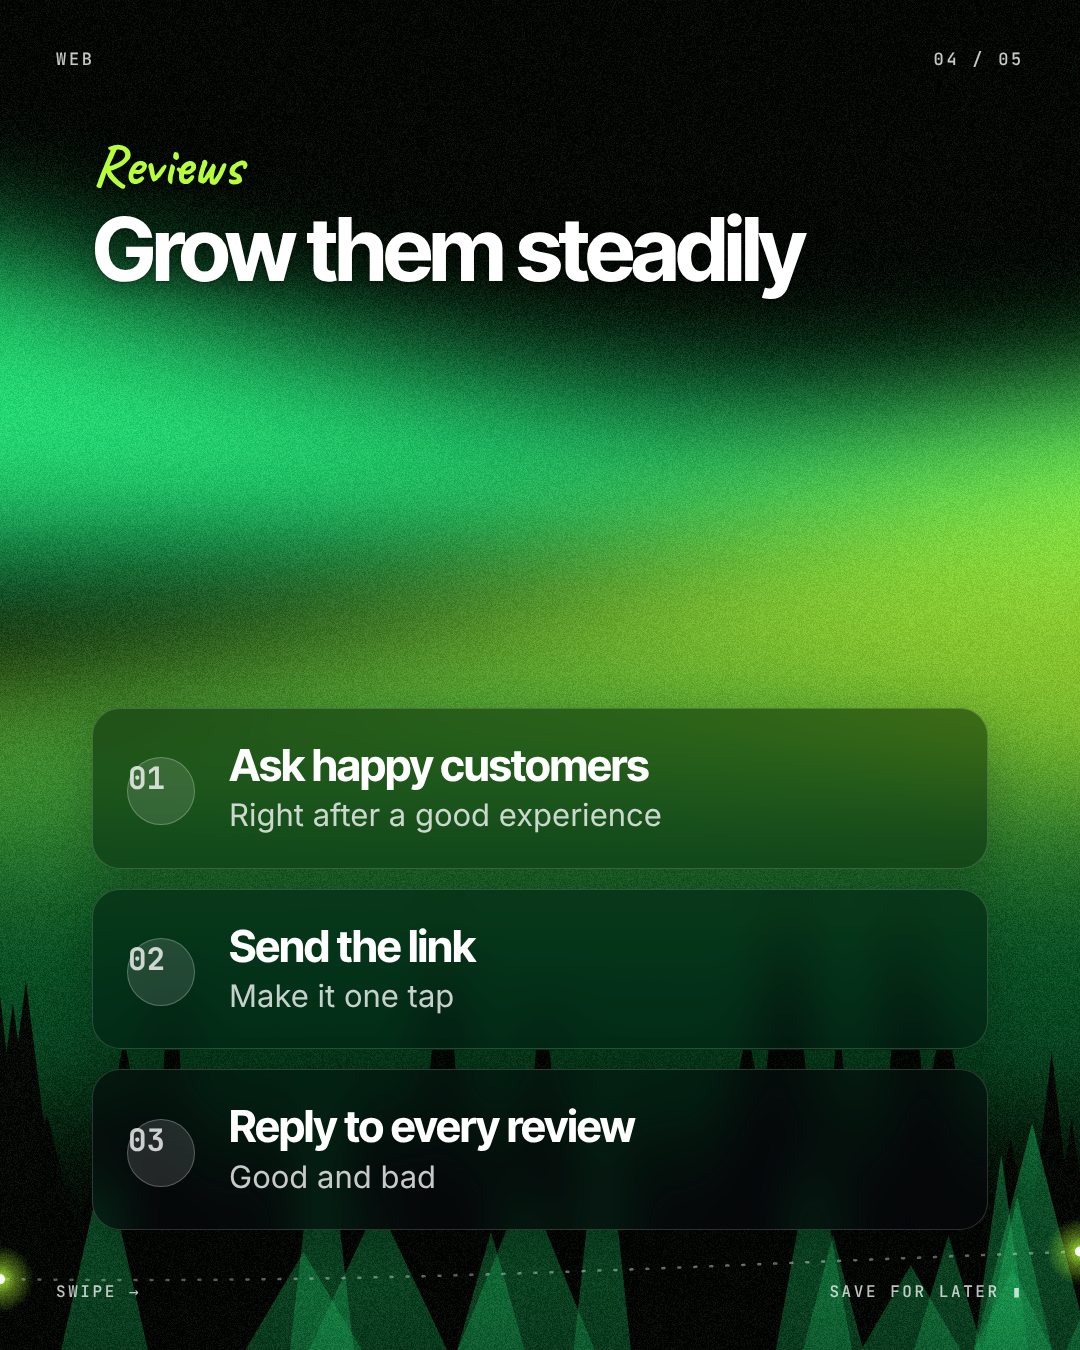 WEB
04 / 05
Reviews
Grow them steadily
01
Ask happy customers
Right after a good experience
02
Send the link
Make it one tap
03
Reply to every review
Good and bad
SWIPE →
SAVE FOR LATER ▮